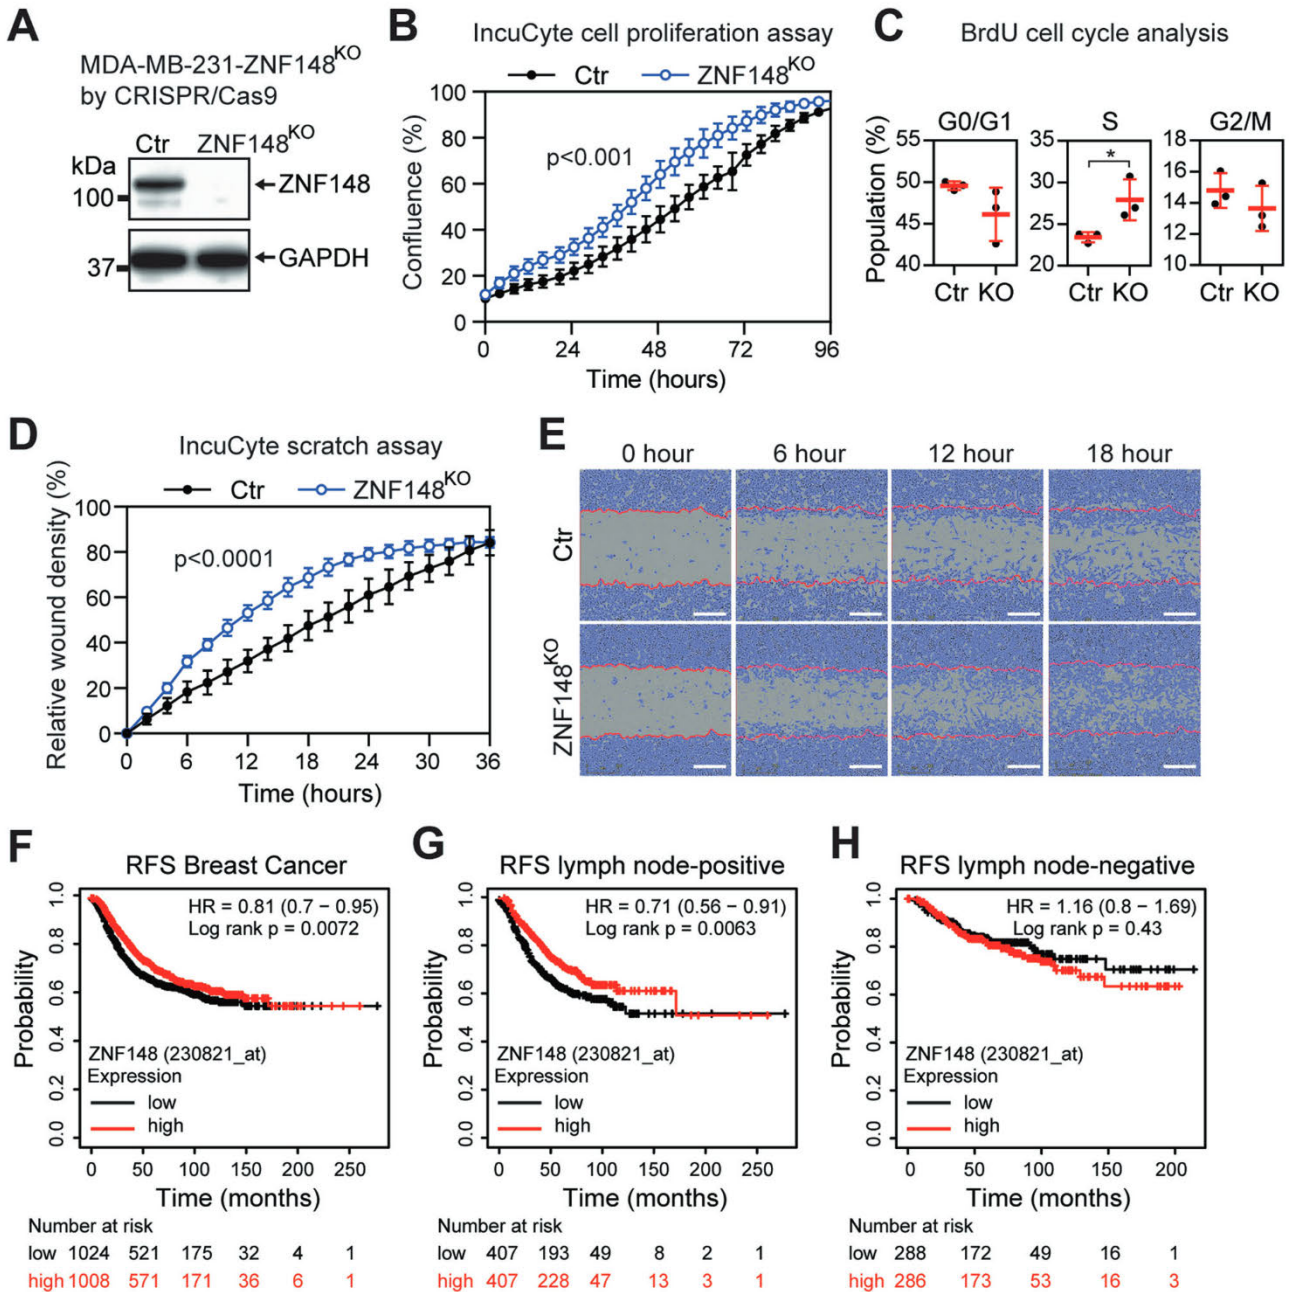 A
MDA-MB-231-ZNF148KO
by CRISPR/Cas9
Ctr ZNF148KO
kDa
100
ZNF148
37
GAPDH
B
IncuCyte cell proliferation assay
Ctr ZNF148KO
Confluence (%)
100
80
60
40
20
0
p<0.001
0 24 48 72 96
Time (hours)
C
BrdU cell cycle analysis
Population (%)
G0/G1
55
50
45
40
Ctr KO
S
35
30
25
20
*
Ctr KO
G2/M
18
16
14
12
10
Ctr KO
D
IncuCyte scratch assay
Ctr ZNF148KO
Relative wound density (%)
100
80
60
40
20
0
p<0.0001
0 6 12 18 24 30 36
Time (hours)
E
0 hour 6 hour 12 hour 18 hour
Ctr
ZNF148KO
F
RFS Breast Cancer
HR = 0.81 (0.7 – 0.95)
Log rank p = 0.0072
Probability
1.0
0.8
0.6
0.4
0.2
0.0
ZNF148 (230821_at)
Expression
low
high
0 50 100 150 200 250
Time (months)
Number at risk
low 1024 521 175 32 4 1
high 1008 571 171 36 6 1
G
RFS lymph node-positive
HR = 0.71 (0.56 – 0.91)
Log rank p = 0.0063
Probability
1.0
0.8
0.6
0.4
0.2
0.0
ZNF148 (230821_at)
Expression
low
high
0 50 100 150 200 250
Time (months)
Number at risk
low 407 193 49 8 2 1
high 407 228 47 13 3 1
H
RFS lymph node-negative
HR = 1.16 (0.8 – 1.69)
Log rank p = 0.43
Probability
1.0
0.8
0.6
0.4
0.2
0.0
ZNF148 (230821_at)
Expression
low
high
0 50 100 150 200
Time (months)
Number at risk
low 288 172 49 16 1
high 286 173 53 16 3